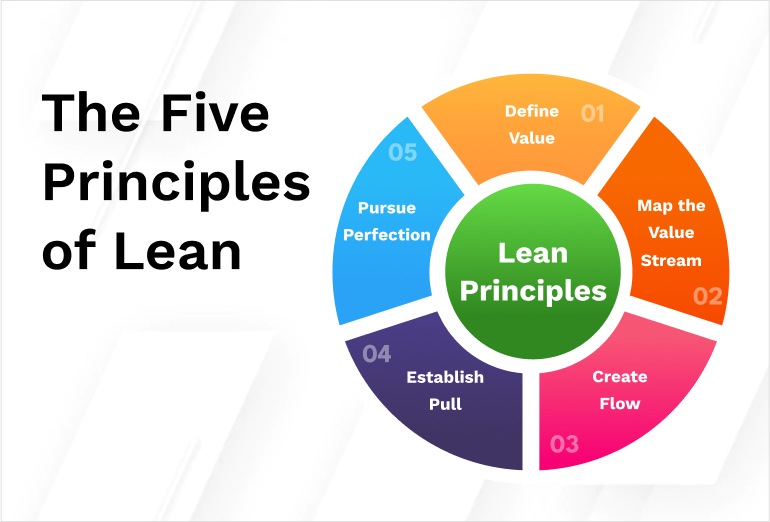 The Five
Principles
of Lean
Define
Value
01
Map the
Value
Stream
02
Create
Flow
03
Establish
Pull
04
Pursue
Perfection
05
Lean
Principles